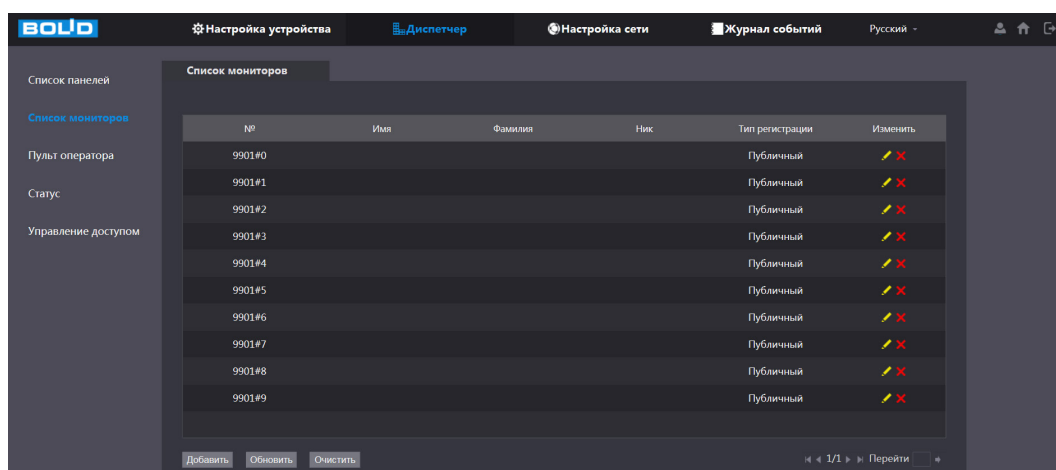 BOLID Настройка устройства Диспетчер Настройка сети Журнал событий Русский
Список панелей
Список мониторов
Пульт оператора
Статус
Управление доступом
Список мониторов
№ Имя Фамилия Ник Тип регистрации Изменить
9901#0 Публичный
9901#1 Публичный
9901#2 Публичный
9901#3 Публичный
9901#4 Публичный
9901#5 Публичный
9901#6 Публичный
9901#7 Публичный
9901#8 Публичный
9901#9 Публичный
Добавить Обновить Очистить 1/1 Перейти